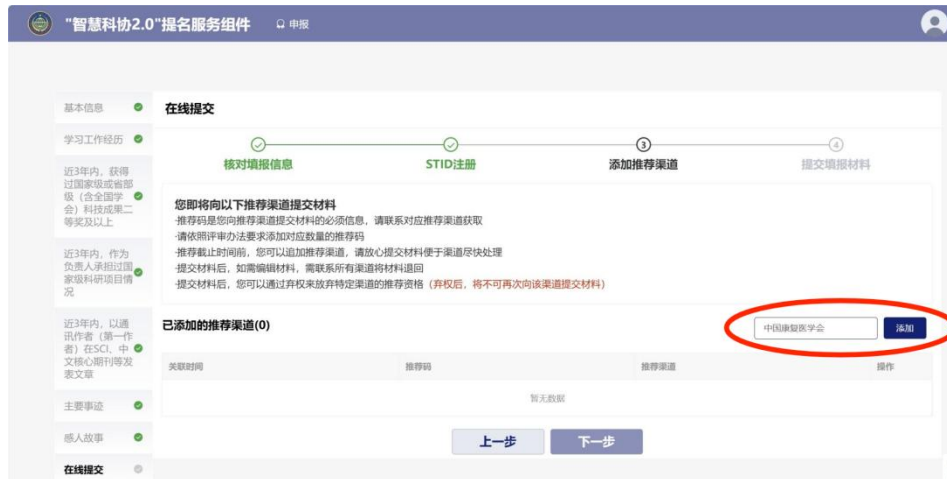 "智慧科协2.0"提名服务组件
申报
基本信息
学习工作经历
近3年内，获得
过国家级或省部
级（含全国学
会）科技成果二
等奖及以上
近3年内，作为
负责人承担过国
家级科研项目情
况
近3年内，以通
讯作者（第一作
者）在SCI、中
文核心期刊等发
表文章
主要事迹
感人故事
在线提交
在线提交
核对填报信息
STID注册
3
添加推荐渠道
4
提交填报材料
您即将向以下推荐渠道提交材料
·推荐码是您向推荐渠道提交材料的必须信息，请联系对应推荐渠道获取
·请依照评审办法要求添加对应数量的推荐码
·推荐截止时间前，您可以追加推荐渠道，请放心提交材料便于渠道尽快处理
·提交材料后，如需编辑材料，需联系所有渠道将材料退回
·提交材料后，您可以通过弃权来放弃特定渠道的推荐资格（弃权后，将不可再次向该渠道提交材料）
已添加的推荐渠道(0)
中国康复医学会
添加
关联时间
推荐码
推荐渠道
操作
暂无数据
上一步
下一步